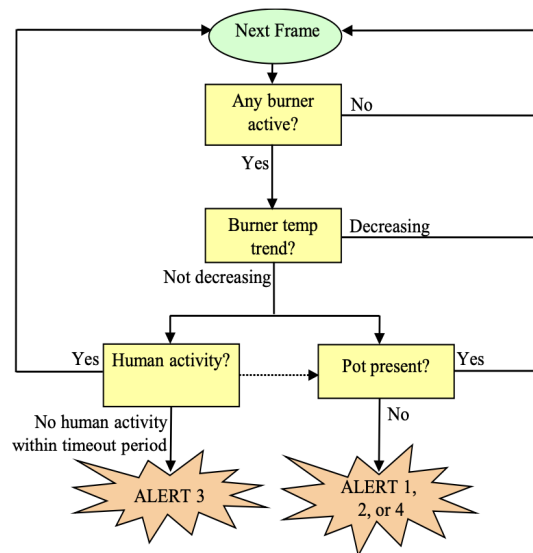 Next Frame
Any burner
active?
No
Yes
Burner temp
trend?
Decreasing
Not decreasing
Yes
Human activity?
Pot present?
Yes
No human activity
within timeout period
No
ALERT 3
ALERT 1,
2, or 4